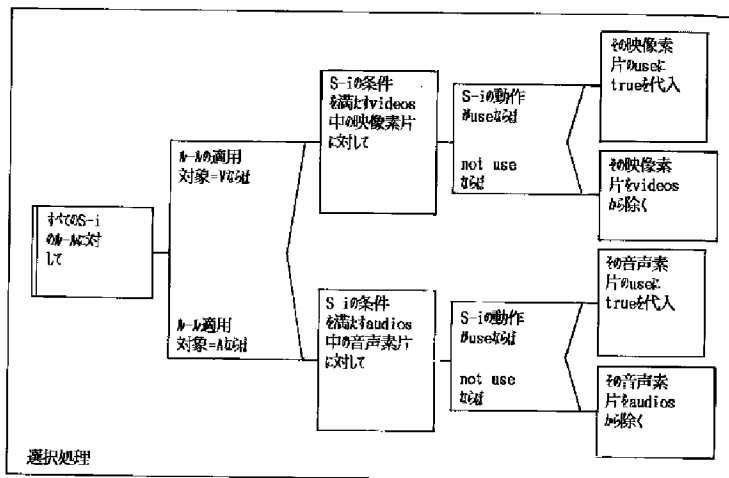 すべてのS-i
のルールに対
して
ルールの適用
対象=Vならば
ルール適用
対象=Aならば
S-iの条件
を満たすvideos
中の映像素片
に対して
S-iの動作
がuseならば
not use
ならば
その映像素
片のuseに
trueを代入
その映像素
片をvideos
から除く
S iの条件
を満たすaudios
中の音声素片
に対して
S-iの動作
がuseならば
not use
ならば
その音声素
片のuseに
trueを代入
その音声素
片をaudios
から除く
選択処理